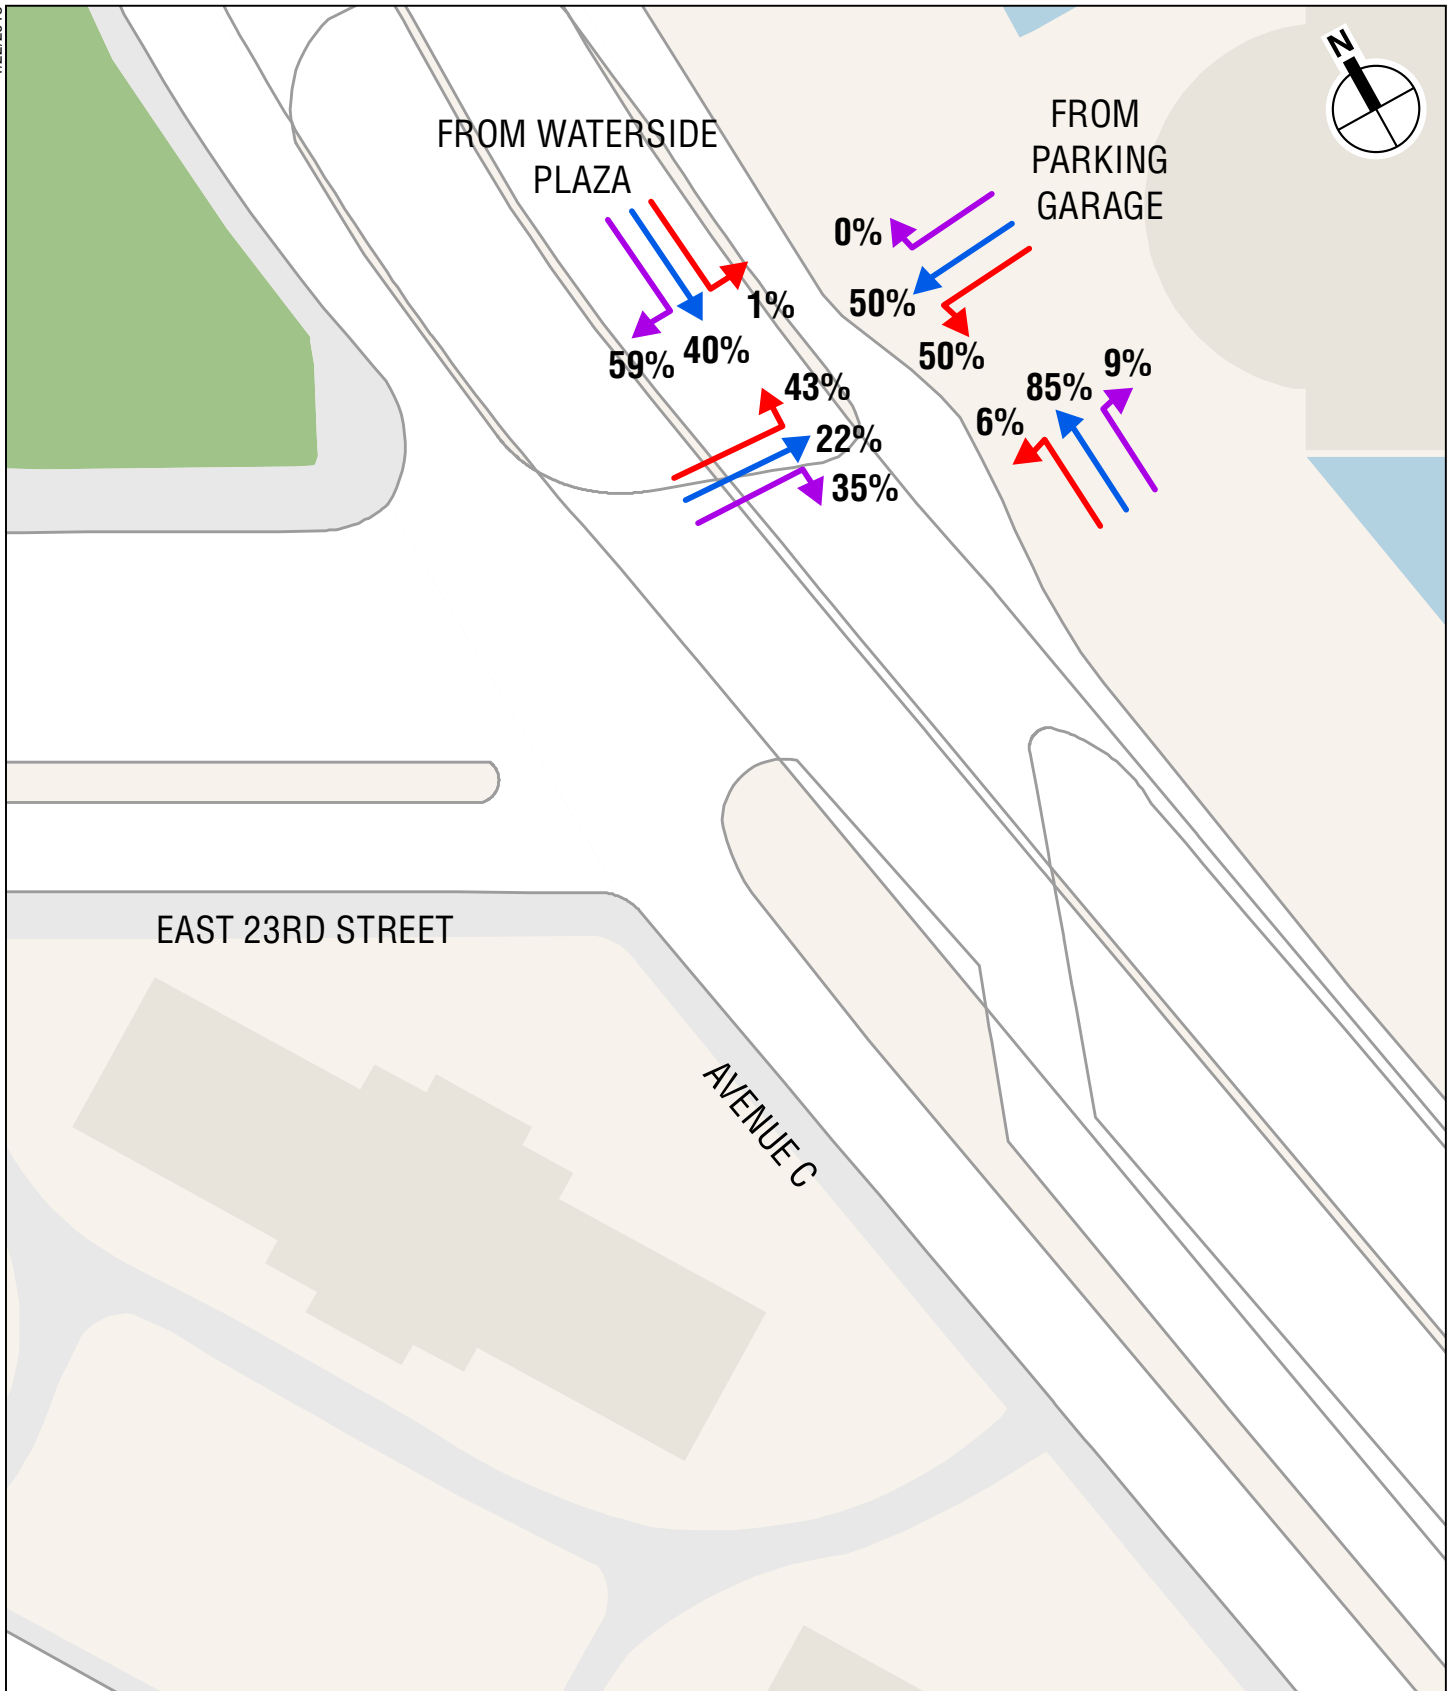 N
FROM WATERSIDE
PLAZA
FROM
PARKING
GARAGE
0%
50%
50%
1%
40%
59%
43%
22%
35%
6%
85%
9%
EAST 23RD STREET
AVENUE C